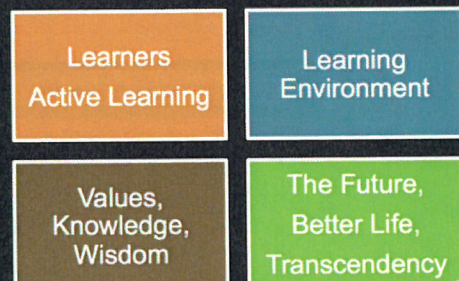 Learners
Active Learning
Learning
Environment
Values,
Knowledge,
Wisdom
The Future,
Better Life,
Transcendency